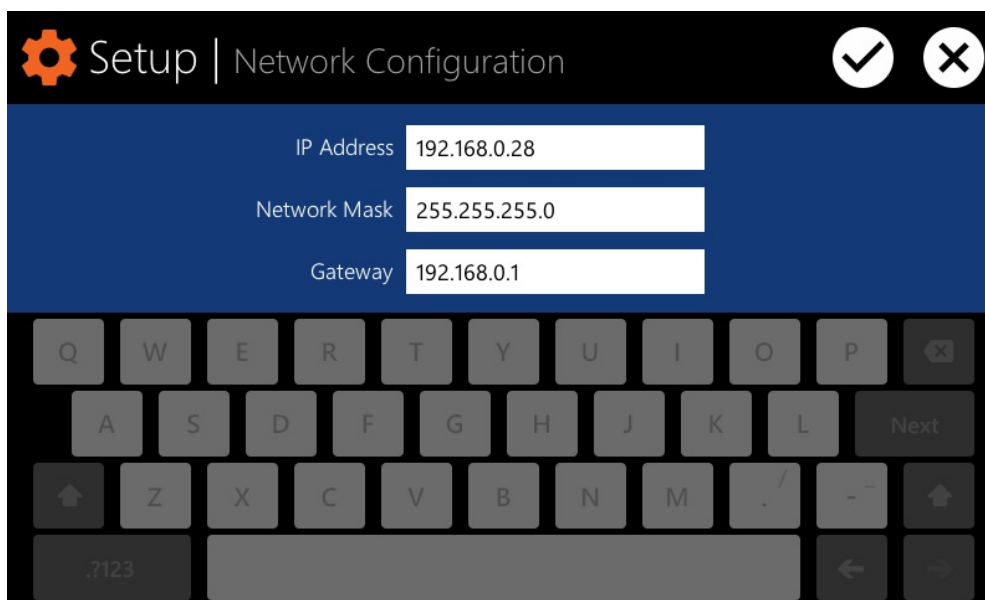 Setup | Network Configuration
IP Address 192.168.0.28
Network Mask 255.255.255.0
Gateway 192.168.0.1
Q W E R T Y U I O P
A S D F G H J K L Next
Z X C V B N M . / - _
.?123